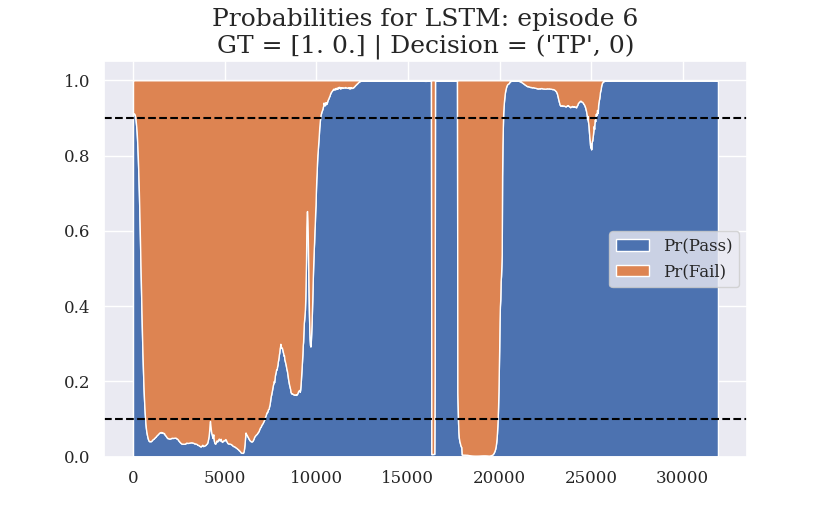 Probabilities for LSTM: episode 6
GT = [1. 0.] | Decision = ('TP', 0)
1.0
0.8
0.6
0.4
0.2
0.0
Pr(Pass)
Pr(Fail)
0 5000 10000 15000 20000 25000 30000